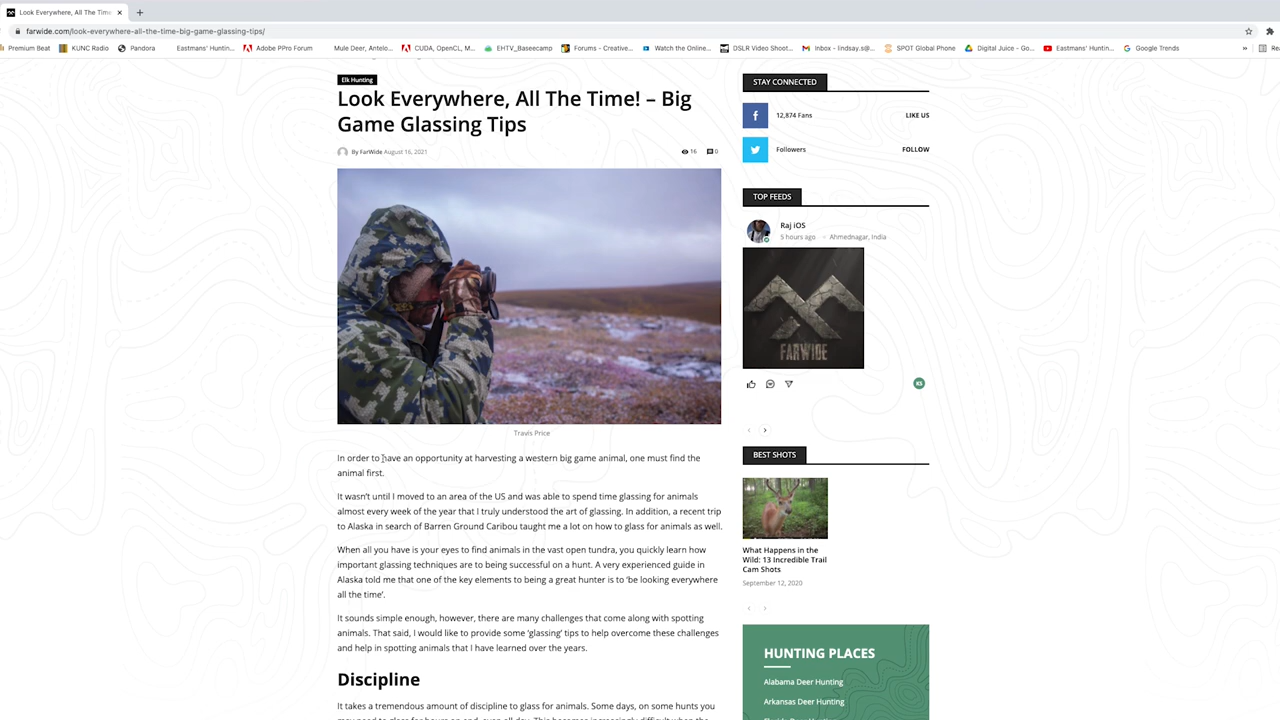 Look Everywhere, All The Time
farwide.com/look-everywhere-all-the-time-big-game-glassing-tips/
Premium Beat
KUNC Radio
Pandora
Eastmans' Huntin...
Adobe PPro Forum
Mule Deer, Antelo...
CUDA, OpenCL, M...
EHTV_Basecamp
Forums - Creative...
Watch the Online...
DSLR Video Shoot...
Inbox - lindsay.s@...
SPOT Global Phone
Digital Juice - Go...
Eastmans' Huntin...
Google Trends
»
Elk Hunting
Look Everywhere, All The Time! – Big
Game Glassing Tips
By FarWide August 16, 2021
16
0
Travis Price
In order to have an opportunity at harvesting a western big game animal, one must find the
animal first.
It wasn't until I moved to an area of the US and was able to spend time glassing for animals
almost every week of the year that I truly understood the art of glassing. In addition, a recent trip
to Alaska in search of Barren Ground Caribou taught me a lot on how to glass for animals as well.
When all you have is your eyes to find animals in the vast open tundra, you quickly learn how
important glassing techniques are to being successful on a hunt. A very experienced guide in
Alaska told me that one of the key elements to being a great hunter is to 'be looking everywhere
all the time'.
It sounds simple enough, however, there are many challenges that come along with spotting
animals. That said, I would like to provide some 'glassing' tips to help overcome these challenges
and help in spotting animals that I have learned over the years.
Discipline
It takes a tremendous amount of discipline to glass for animals. Some days, on some hunts you
STAY CONNECTED
12,874 Fans
LIKE US
Followers
FOLLOW
TOP FEEDS
Raj iOS
5 hours ago
Ahmednagar, India
FARWIDE
KS
BEST SHOTS
What Happens in the
Wild: 13 Incredible Trail
Cam Shots
September 12, 2020
HUNTING PLACES
Alabama Deer Hunting
Arkansas Deer Hunting